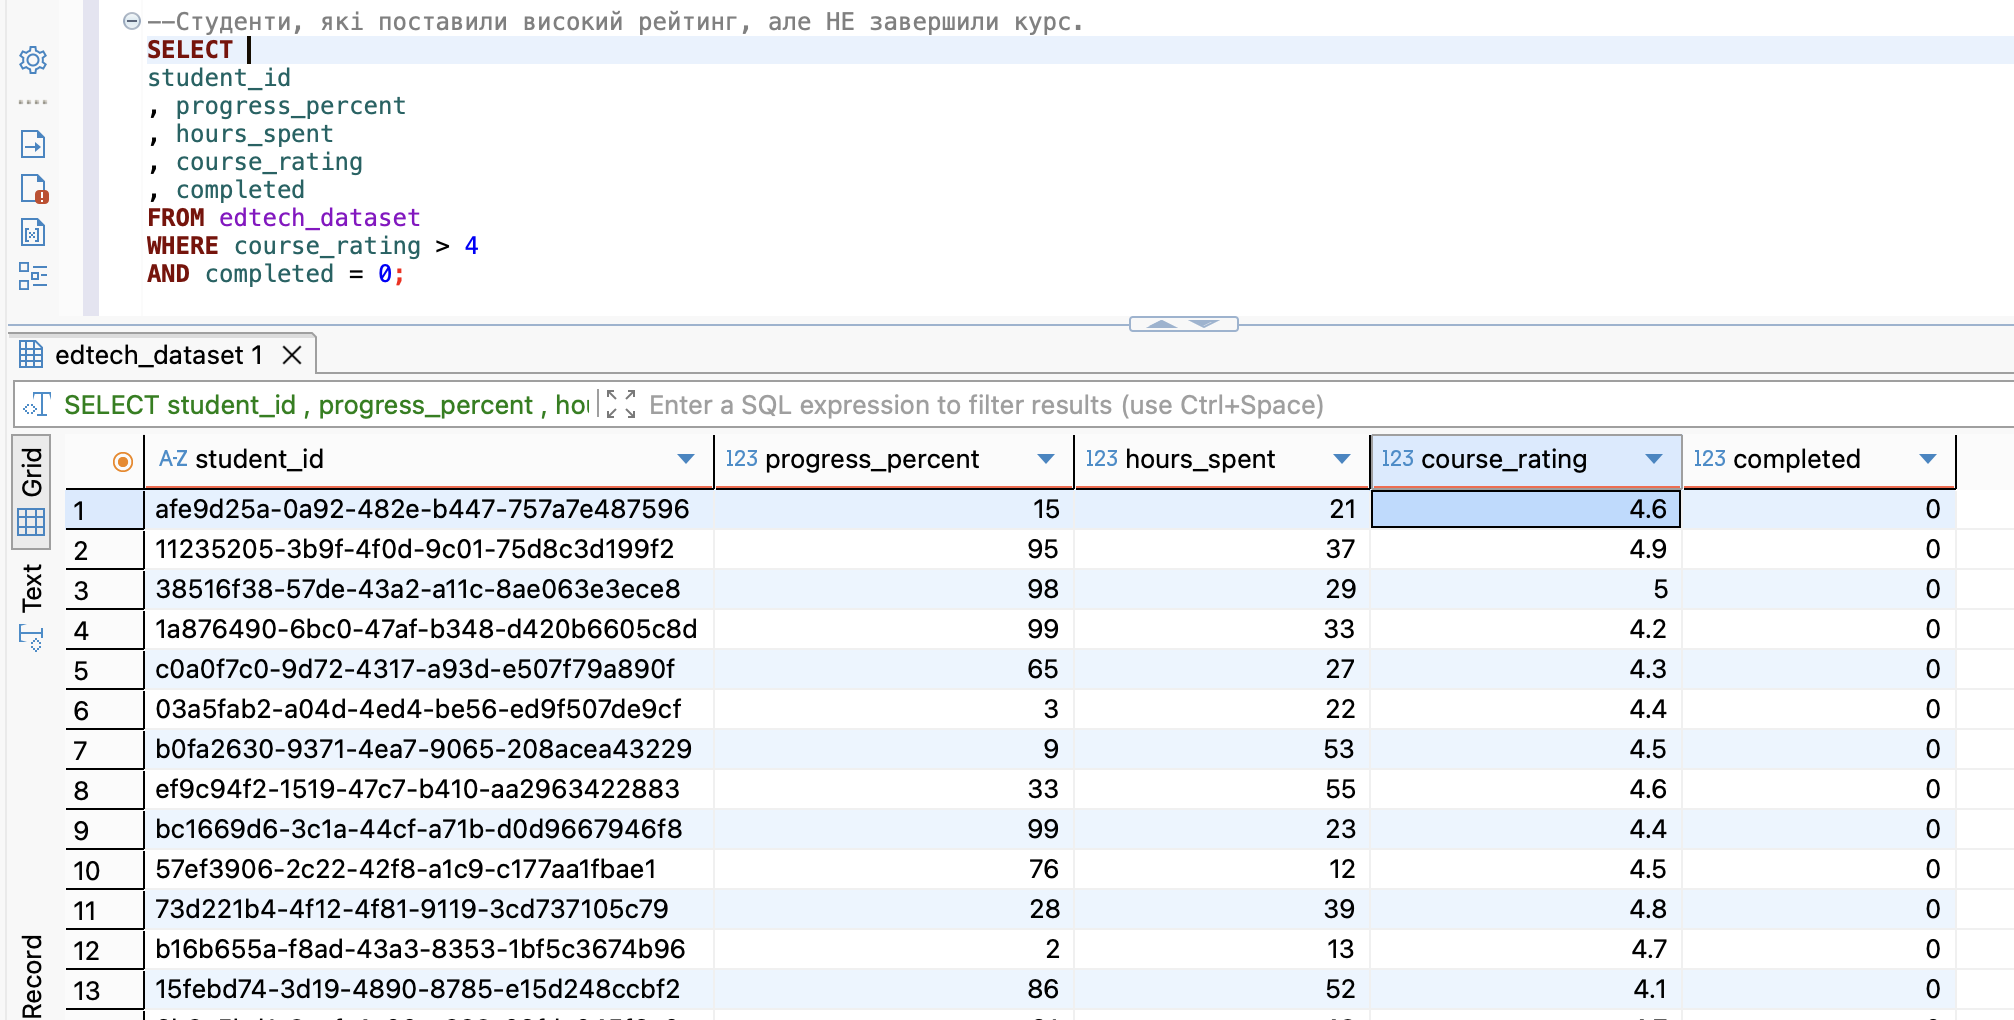 --Студенти, які поставили високий рейтинг, але НЕ завершили курс.
SELECT
student_id
, progress_percent
, hours_spent
, course_rating
, completed
FROM edtech_dataset
WHERE course_rating > 4
AND completed = 0;
edtech_dataset 1
SELECT student_id , progress_percent , hou Enter a SQL expression to filter results (use Ctrl+Space)
Grid
Text
Record
A-Z student_id 123 progress_percent 123 hours_spent 123 course_rating 123 completed
1 afe9d25a-0a92-482e-b447-757a7e487596 15 21 4.6 0
2 11235205-3b9f-4f0d-9c01-75d8c3d199f2 95 37 4.9 0
3 38516f38-57de-43a2-a11c-8ae063e3ece8 98 29 5 0
4 1a876490-6bc0-47af-b348-d420b6605c8d 99 33 4.2 0
5 c0a0f7c0-9d72-4317-a93d-e507f79a890f 65 27 4.3 0
6 03a5fab2-a04d-4ed4-be56-ed9f507de9cf 3 22 4.4 0
7 b0fa2630-9371-4ea7-9065-208acea43229 9 53 4.5 0
8 ef9c94f2-1519-47c7-b410-aa2963422883 33 55 4.6 0
9 bc1669d6-3c1a-44cf-a71b-d0d9667946f8 99 23 4.4 0
10 57ef3906-2c22-42f8-a1c9-c177aa1fbae1 76 12 4.5 0
11 73d221b4-4f12-4f81-9119-3cd737105c79 28 39 4.8 0
12 b16b655a-f8ad-43a3-8353-1bf5c3674b96 2 13 4.7 0
13 15febd74-3d19-4890-8785-e15d248ccbf2 86 52 4.1 0